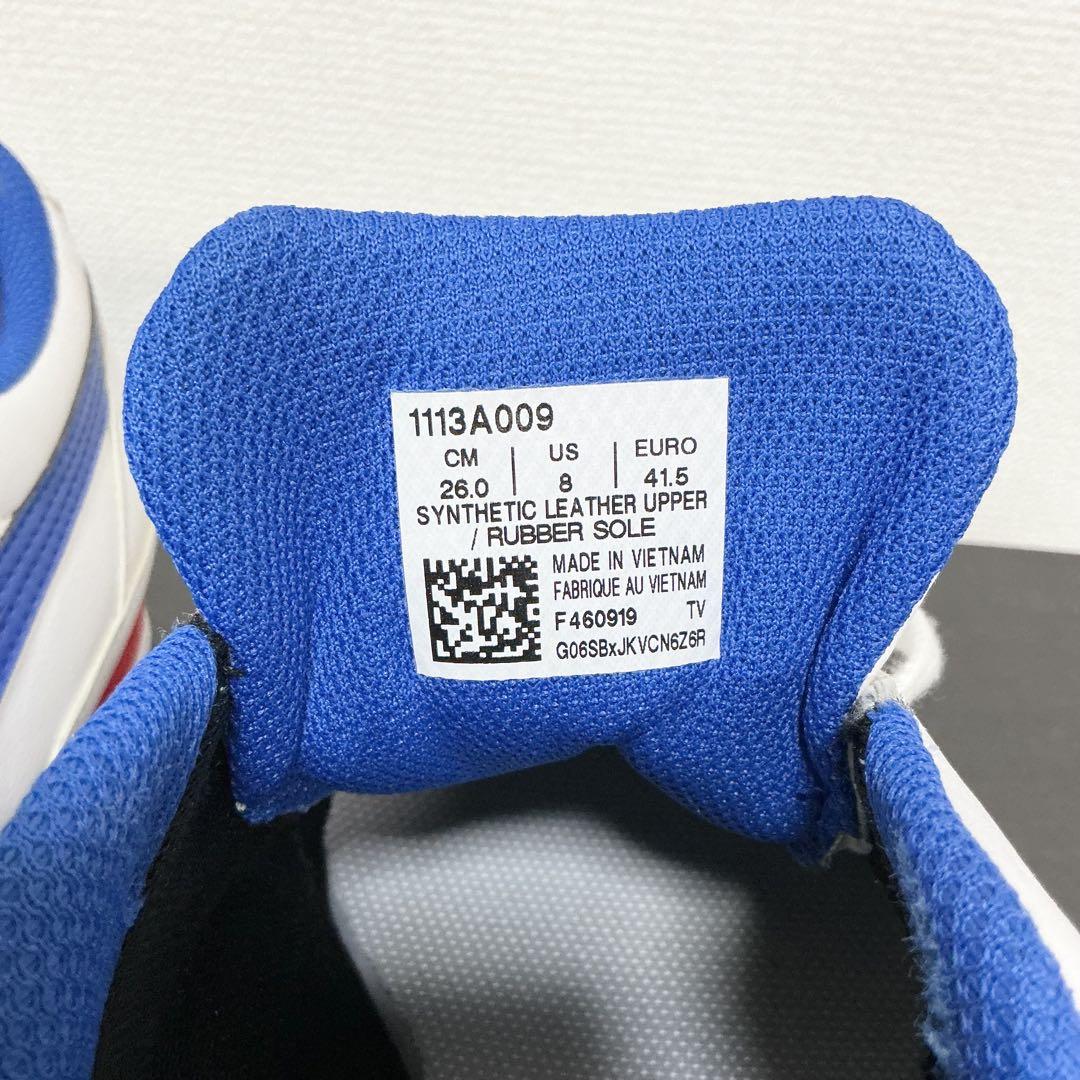 1113A009
CM | US | EURO
26.0 | 8 | 41.5
SYNTHETIC LEATHER UPPER
/ RUBBER SOLE
MADE IN VIETNAM
FABRIQUE AU VIETNAM
F460919 TV
G06SBxJKVCN6Z6R